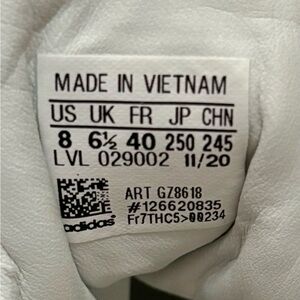 MADE IN VIETNAM
US UK FR JP CHN
8 6½ 40 250 245
LVL 029002 11/20
ART GZ8618
#126620835
Fr7THC5>00234
adidas